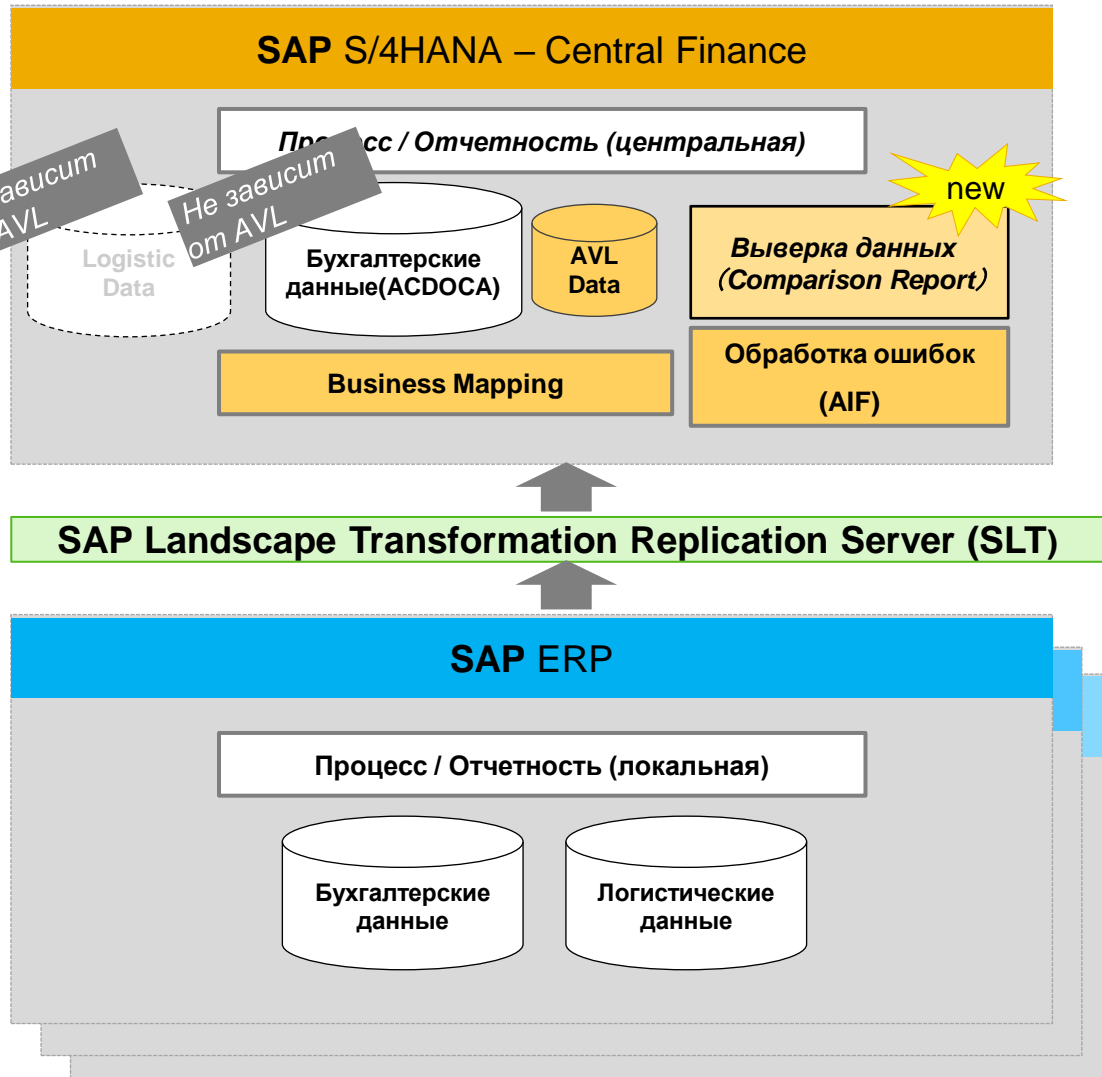 SAP S/4HANA – Central Finance
Процесс / Отчетность (центральная)
зависит
AVL
Не зависит
от AVL
new
Logistic
Data
Бухгалтерские
данные(ACDOCA)
AVL
Data
Выверка данных
(Comparison Report)
Business Mapping
Обработка ошибок
(AIF)
SAP Landscape Transformation Replication Server (SLT)
SAP ERP
Процесс / Отчетность (локальная)
Бухгалтерские
данные
Логистические
данные